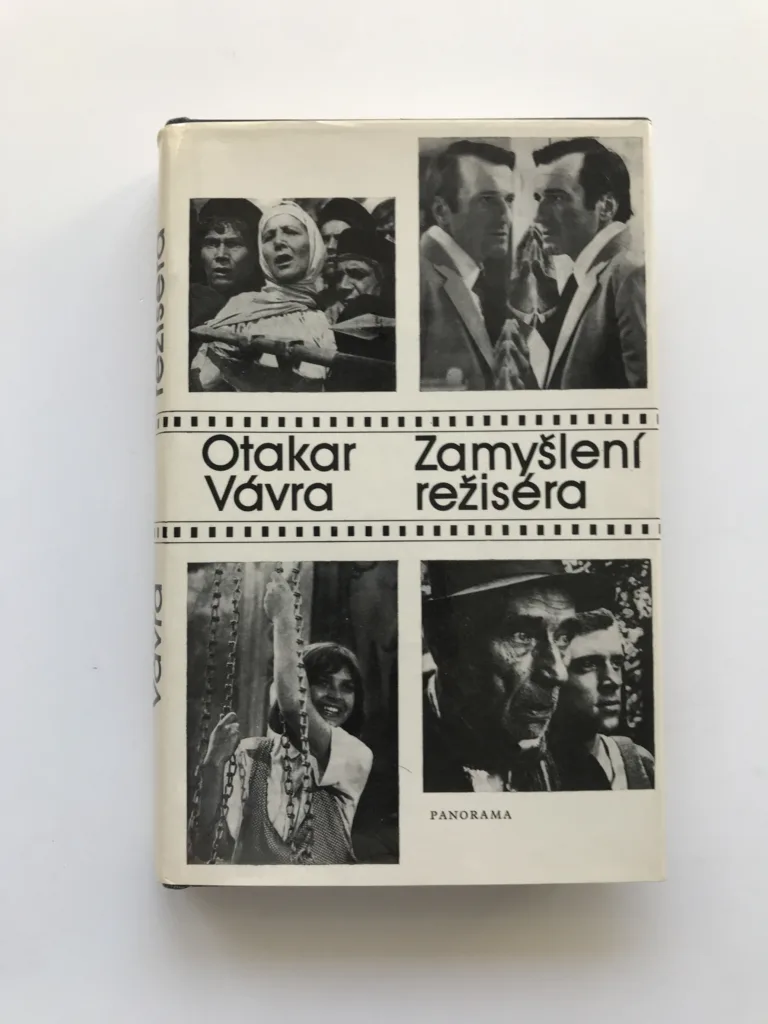 Otakar
Vávra
Zamyšlení
režiséra
PANORAMA
režiséra
Vávra